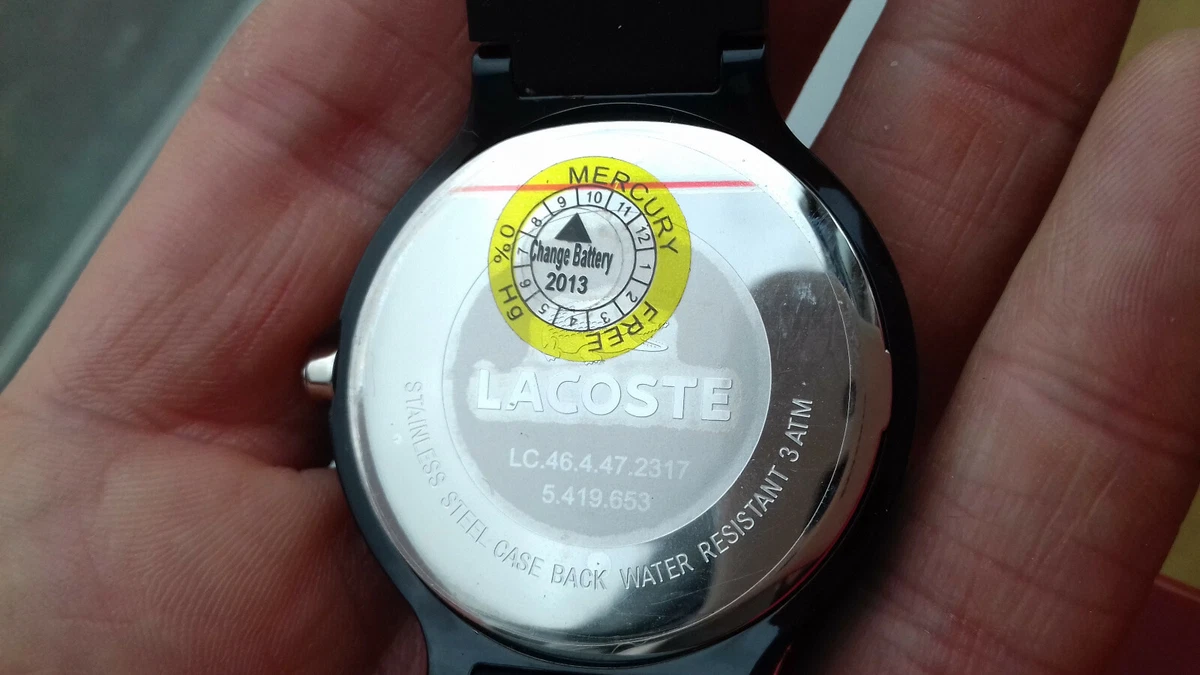 MERCURY FREE
Hg 0%
1 2 3 4 5 6 7 8 9 10 11 12
Change Battery
2013
LACOSTE
LC.46.4.47.2317
5.419.653
STAINLESS STEEL CASE BACK WATER RESISTANT 3 ATM